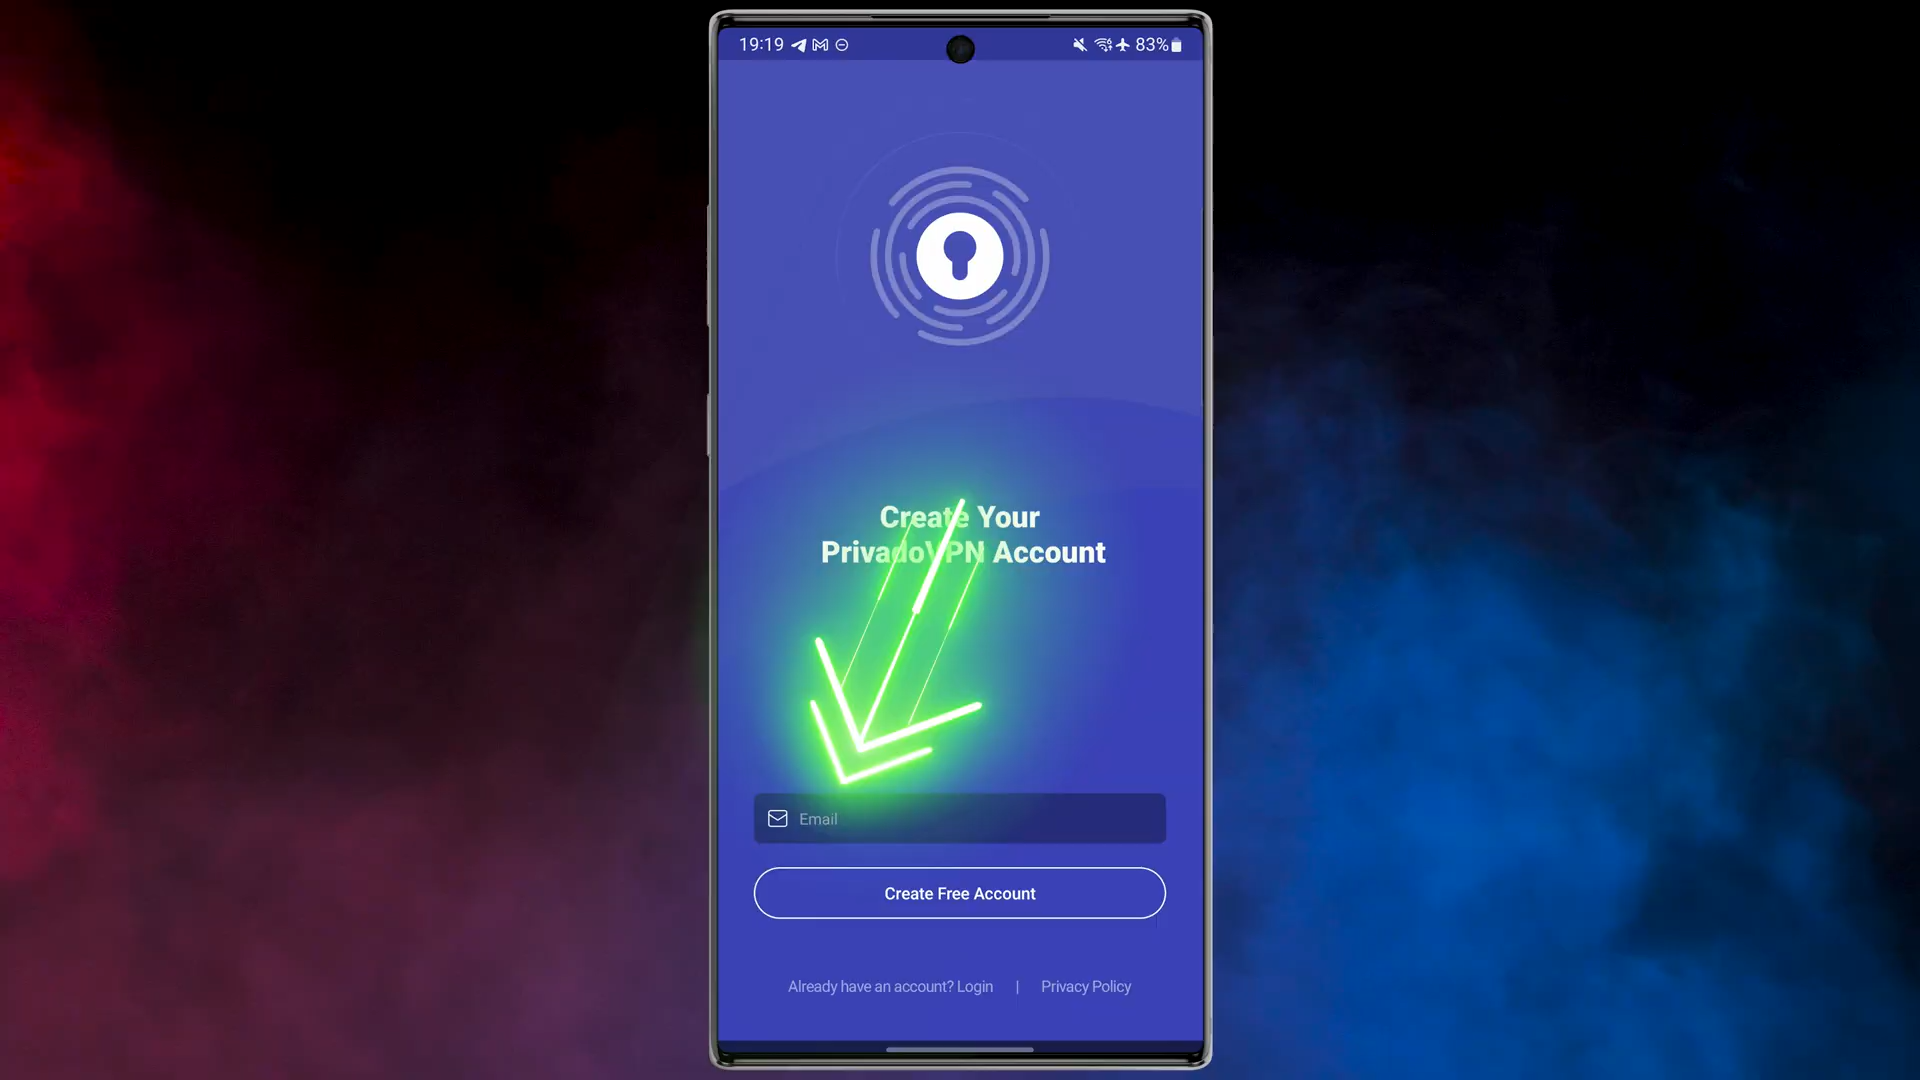 19:19
83%
Create Your
PrivadoVPN Account
Email
Create Free Account
Already have an account? Login | Privacy Policy